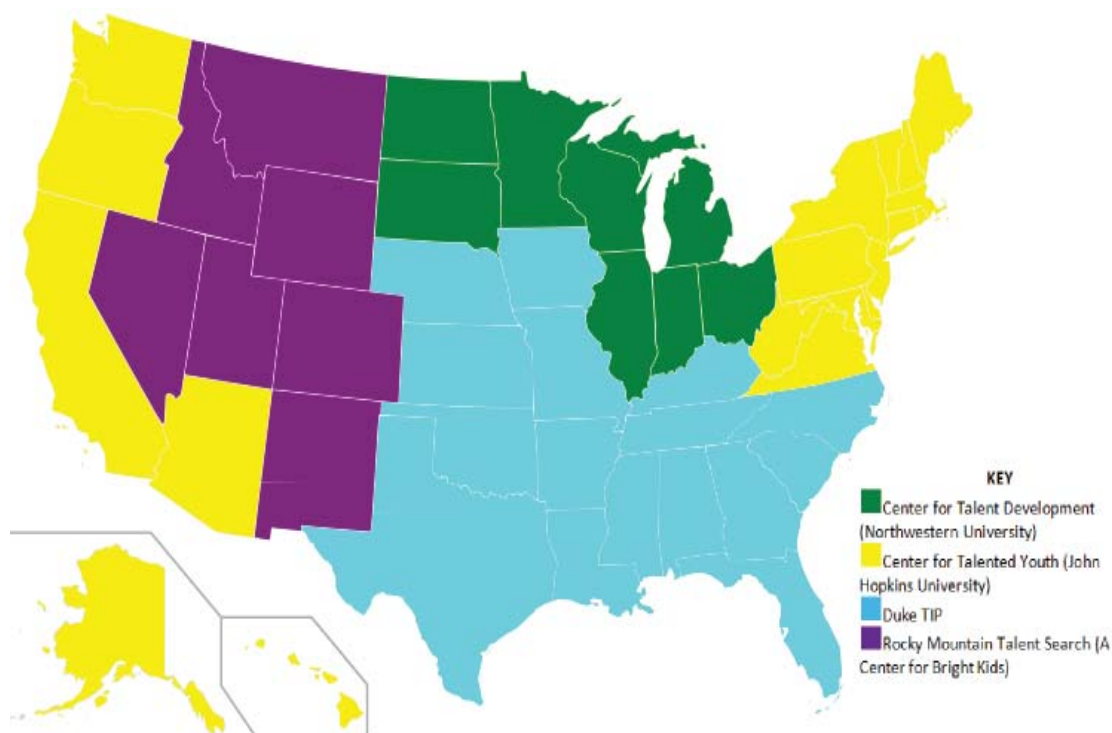 KEY
Center for Talent Development
(Northwestern University)
Center for Talented Youth (John
Hopkins University)
Duke TIP
Rocky Mountain Talent Search (A
Center for Bright Kids)